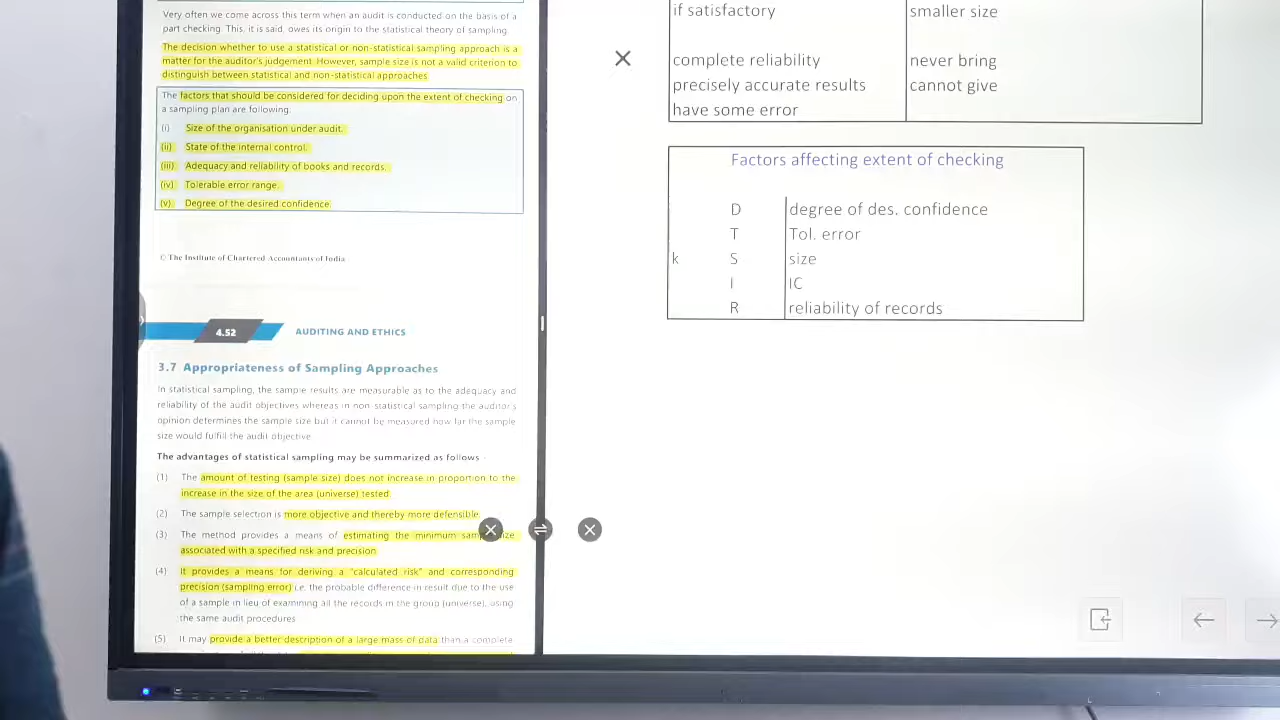 Very often we come across this term when an audit is conducted on the basis of a
part checking. This, it is said, owes its origin to the statistical theory of sampling.
The decision whether to use a statistical or non-statistical sampling approach is a
matter for the auditor's judgement. However, sample size is not a valid criterion to
distinguish between statistical and non-statistical approaches
The factors that should be considered for deciding upon the extent of checking on
a sampling plan are following:
(i) Size of the organisation under audit.
(ii) State of the internal control.
(iii) Adequacy and reliability of books and records.
(iv) Tolerable error range.
(v) Degree of the desired confidence.
© The Institute of Chartered Accountants of India
4.52 AUDITING AND ETHICS
3.7 Appropriateness of Sampling Approaches
In statistical sampling, the sample results are measurable as to the adequacy and
reliability of the audit objectives whereas in non-statistical sampling the auditor's
opinion determines the sample size but it cannot be measured how far the sample
size would fulfill the audit objective
The advantages of statistical sampling may be summarized as follows -
(1) The amount of testing (sample size) does not increase in proportion to the
increase in the size of the area (universe) tested.
(2) The sample selection is more objective and thereby more defensible.
(3) The method provides a means of estimating the minimum
associated with a specified risk and precision
(4) It provides a means for deriving a "calculated risk" and corresponding
precision (sampling error) i.e. the probable difference in result due to the use
of a sample in lieu of examining all the records in the group (universe), using
the same audit procedures
(5) It may provide a better description of a large mass of data than a complete
if satisfactory smaller size
complete reliability never bring
precisely accurate results cannot give
have some error
Factors affecting extent of checking
D degree of des. confidence
T Tol. error
k S size
I IC
R reliability of records